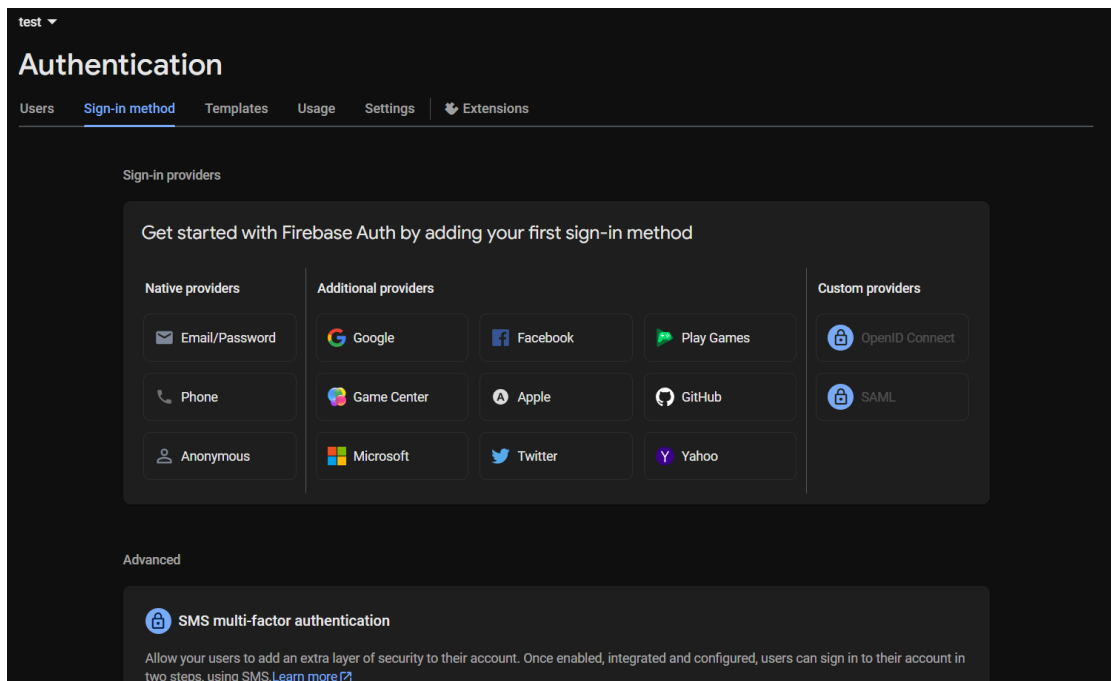 test
Authentication
Users Sign-in method Templates Usage Settings Extensions
Sign-in providers
Get started with Firebase Auth by adding your first sign-in method
Native providers Additional providers Custom providers
Email/Password Google Facebook Play Games OpenID Connect
Phone Game Center Apple GitHub SAML
Anonymous Microsoft Twitter Yahoo
Advanced
SMS multi-factor authentication
Allow your users to add an extra layer of security to their account. Once enabled, integrated and configured, users can sign in to their account in
two steps, using SMS.Learn more